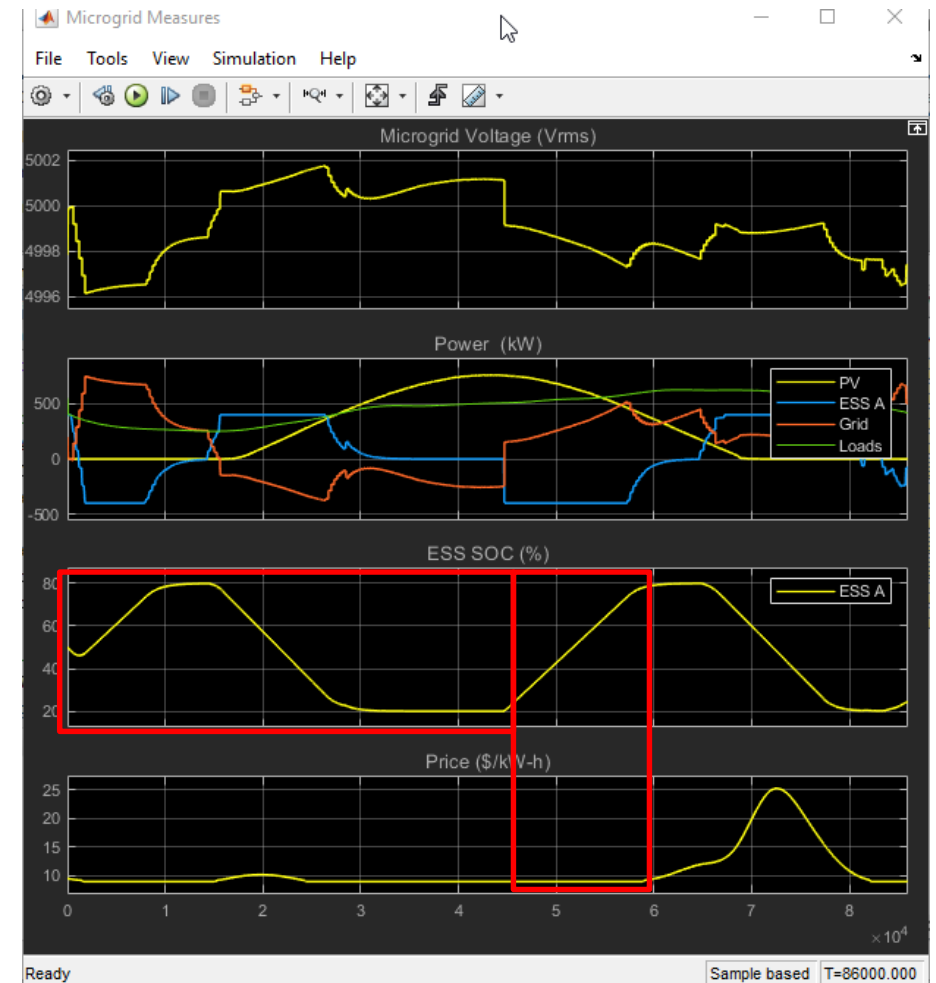 Microgrid Measures
File Tools View Simulation Help
Microgrid Voltage (Vrms)
5002
5000
4998
4996
Power (kW)
500
0
-500
PV
ESS A
Grid
Loads
ESS SOC (%)
80
60
40
20
ESS A
Price ($/kW-h)
25
20
15
10
0 1 2 3 4 5 6 7 8
×10⁴
Ready Sample based T=86000.000